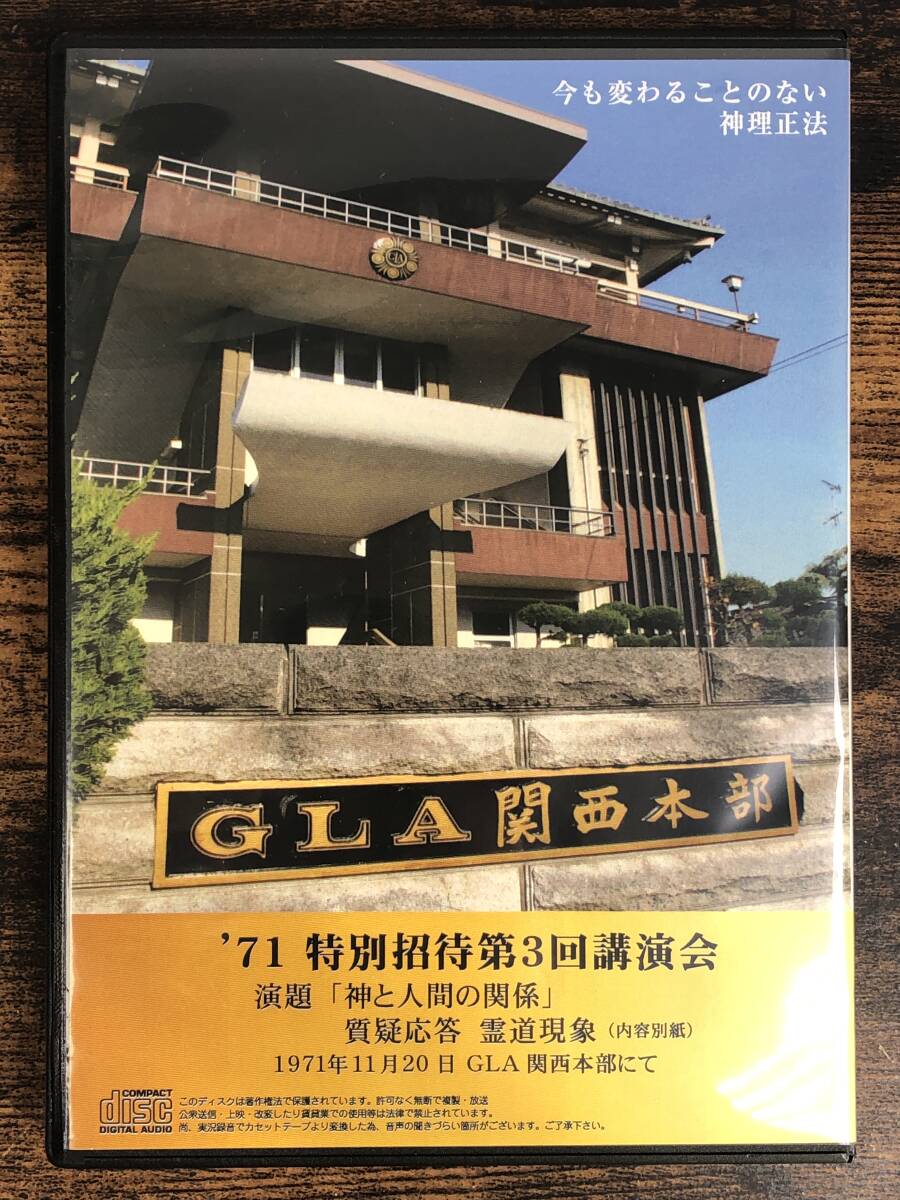 今も変わることのない
神理正法
GLA
GLA関西本部
’71 特別招待第3回講演会
演題「神と人間の関係」
質疑応答 霊道現象（内容別紙）
1971年11月20日 GLA関西本部にて
COMPACT
disc
DIGITAL AUDIO
このディスクは著作権法で保護されています。許可なく無断で複製・放送
公衆送信・上映・改変したり賃貸業での使用等は法律で禁止されています。
尚、実況録音でカセットテープより変換した為、音声の聞きづらい箇所がございます。ご了承下さい。